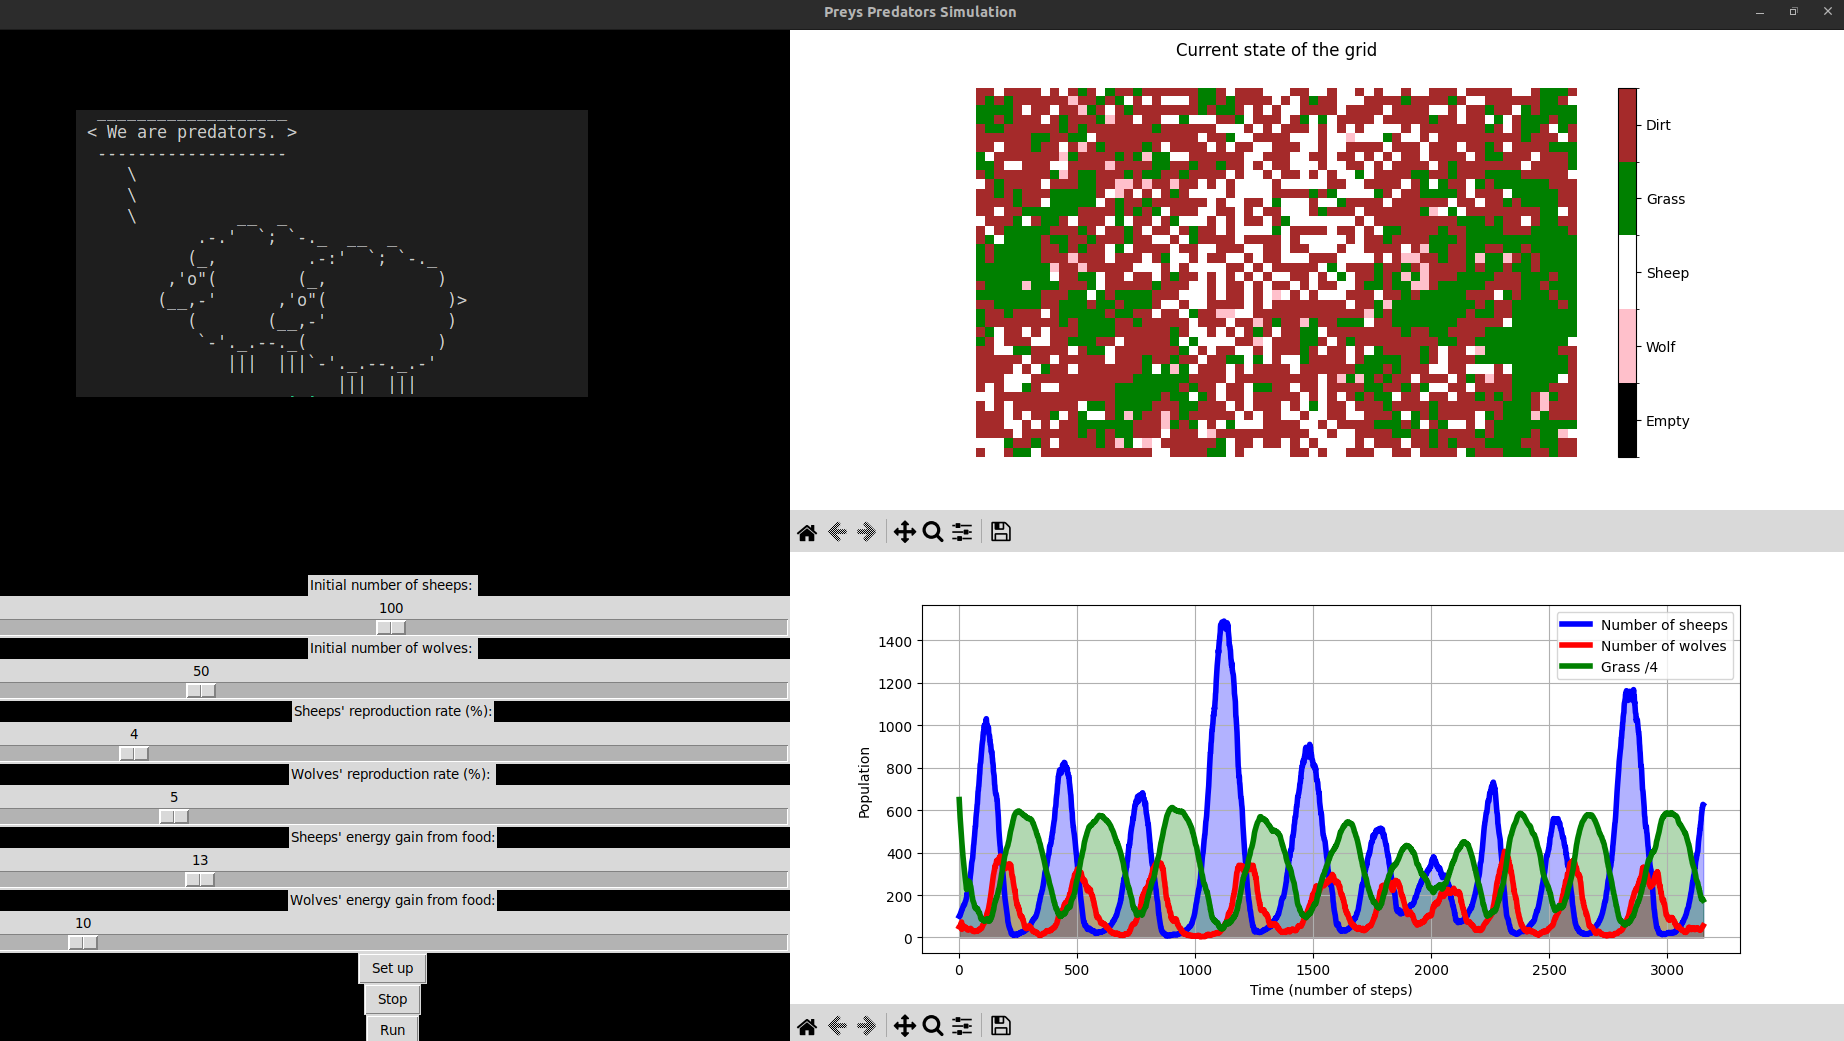 Preys Predators Simulation
< We are predators. >
Initial number of sheeps:
100
Initial number of wolves:
50
Sheeps' reproduction rate (%):
4
Wolves' reproduction rate (%):
5
Sheeps' energy gain from food:
13
Wolves' energy gain from food:
10
Set up
Stop
Run
Current state of the grid
Dirt
Grass
Sheep
Wolf
Empty
Number of sheeps
Number of wolves
Grass /4
Population
1400
1200
1000
800
600
400
200
0
0 500 1000 1500 2000 2500 3000
Time (number of steps)